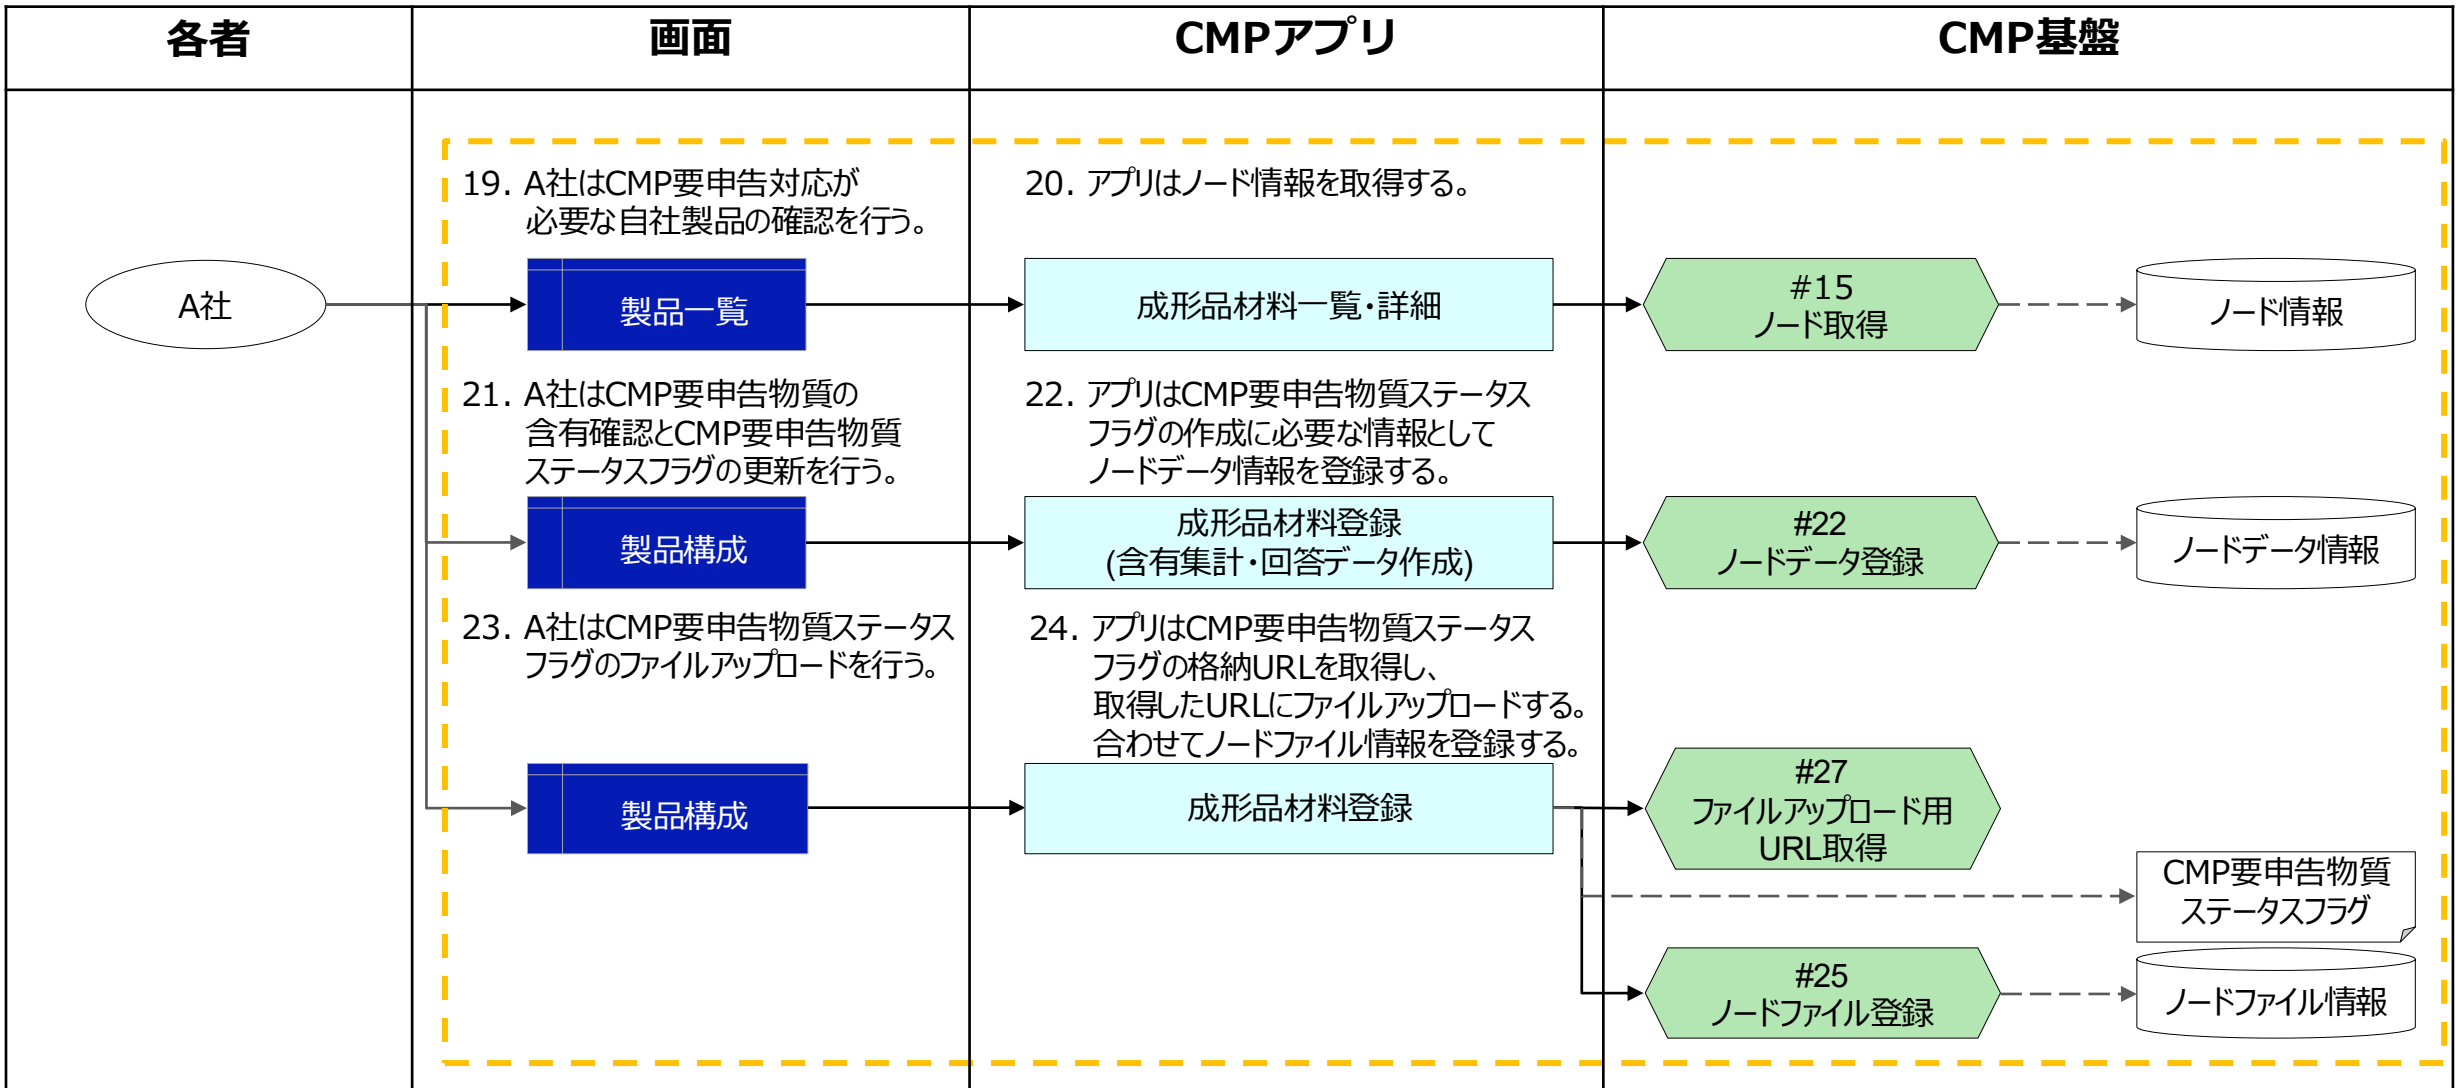 各者
画面
CMPアプリ
CMP基盤
19. A社はCMP要申告対応が
必要な自社製品の確認を行う。
20. アプリはノード情報を取得する。
A社
製品一覧
成形品材料一覧・詳細
#15
ノード取得
ノード情報
21. A社はCMP要申告物質の
含有確認とCMP要申告物質
ステータスフラグの更新を行う。
22. アプリはCMP要申告物質ステータス
フラグの作成に必要な情報として
ノードデータ情報を登録する。
製品構成
成形品材料登録
(含有集計・回答データ作成)
#22
ノードデータ登録
ノードデータ情報
23. A社はCMP要申告物質ステータス
フラグのファイルアップロードを行う。
24. アプリはCMP要申告物質ステータス
フラグの格納URLを取得し、
取得したURLにファイルアップロードする。
合わせてノードファイル情報を登録する。
製品構成
成形品材料登録
#27
ファイルアップロード用
URL取得
CMP要申告物質
ステータスフラグ
#25
ノードファイル登録
ノードファイル情報